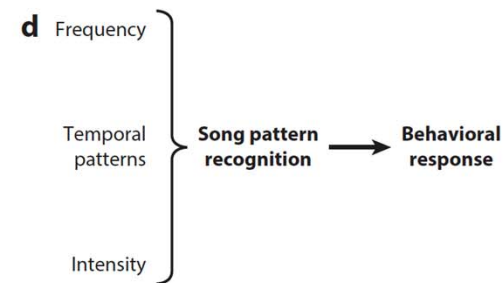 d Frequency
Temporal
patterns
Song pattern
recognition
Behavioral
response
Intensity